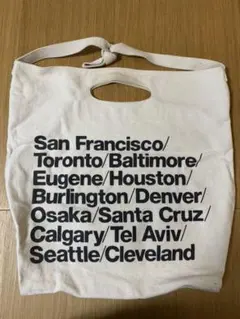 San Francisco/
Toronto/Baltimore/
Eugene/Houston/
Burlington/Denver/
Osaka/Santa Cruz/
Calgary/Tel Aviv/
Seattle/Cleveland